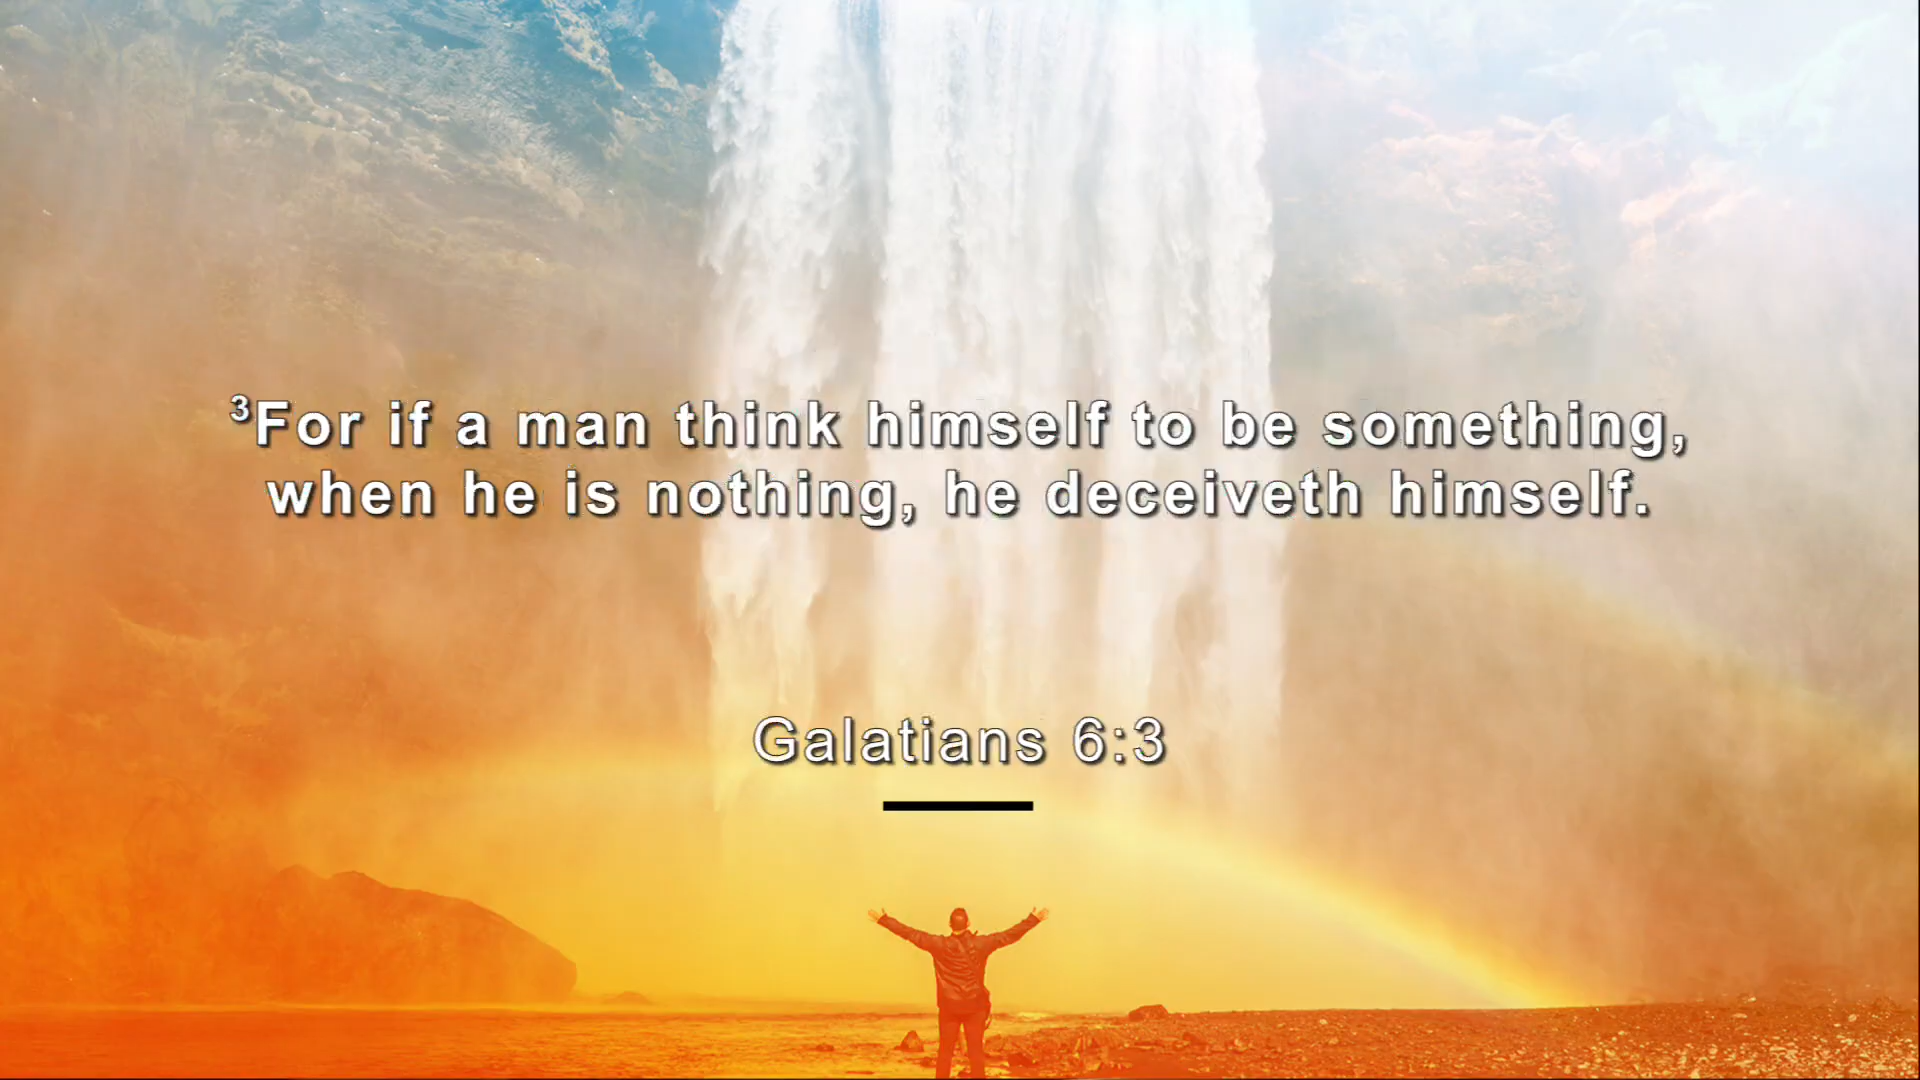 ³For if a man think himself to be something,
when he is nothing, he deceiveth himself.
Galatians 6:3